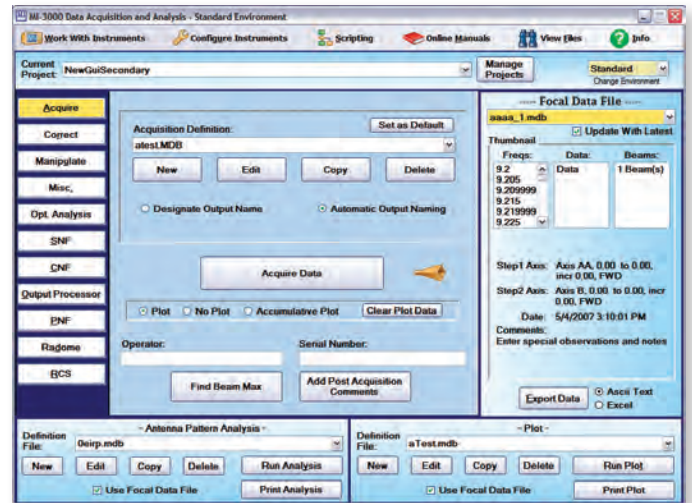 MI-3000 Data Acquisition and Analysis - Standard Environment
Work With Instruments Configure Instruments Scripting Online Manuals View Files Info
Current Project: NewGuiSecondary Manage Projects Standard
Change Environment
Acquire
Correct
Manipulate
Misc.
Opt. Analysis
SNF
CNF
Output Processor
PNF
Radome
RCS
Acquisition Definition: Set as Default
atest.MDB
New Edit Copy Delete
Designate Output Name Automatic Output Naming
Acquire Data
Plot No Plot Accumulative Plot Clear Plot Data
Operator: Serial Number:
Find Beam Max Add Post Acquisition Comments
---- Focal Data File ----
aaaa_1.mdb
Update With Latest
Thumbnail
Freqs: Data: Beams:
9.2 Data 1 Beam(s)
9.205
9.209999
9.215
9.219999
9.225
Step1 Axis: Axis AA, 0.00 to 0.00, incr 0.00, FWD
Step2 Axis: Axis B, 0.00 to 0.00, incr 0.00, FWD
Date: 5/4/2007 3:10:01 PM
Comments:
Enter special observations and notes
Export Data Ascii Text
Excel
- Antenna Pattern Analysis -
Definition File: 0eirp.mdb
New Edit Copy Delete Run Analysis
Use Focal Data File Print Analysis
- Plot -
Definition File: aTest.mdb
New Edit Copy Delete Run Plot
Use Focal Data File Print Plot